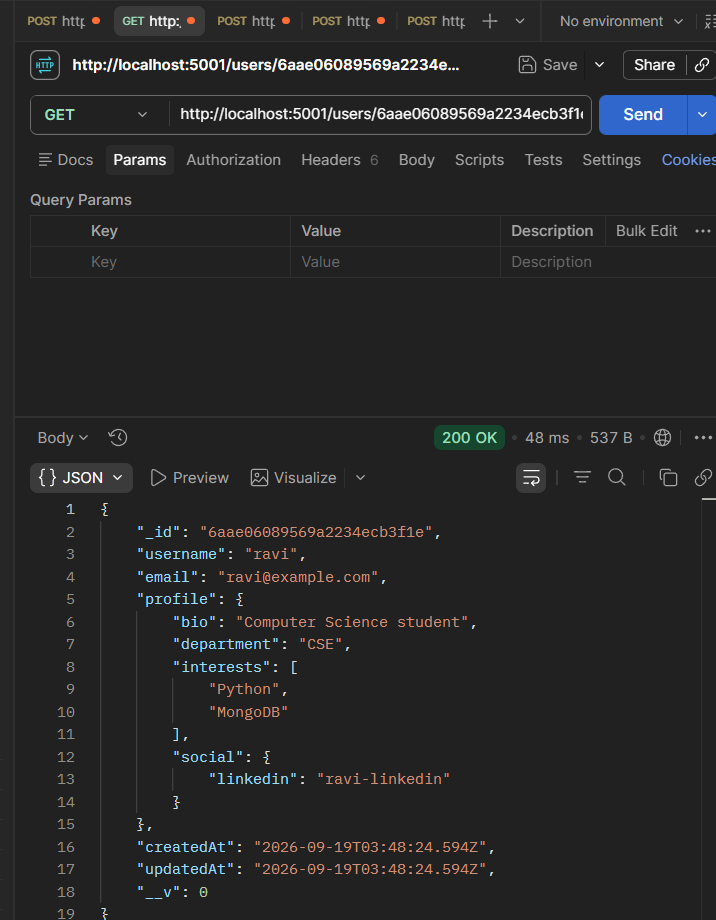 POST http GET http:, POST http POST http POST http No environment
HTTP http://localhost:5001/users/6aae06089569a2234e... Save Share
GET http://localhost:5001/users/6aae06089569a2234ecb3f1e Send
Docs Params Authorization Headers 6 Body Scripts Tests Settings Cookies
Query Params
Key Value Description Bulk Edit
Key Value Description
Body 200 OK 48 ms 537 B
{} JSON Preview Visualize
1 {
2 "_id": "6aae06089569a2234ecb3f1e",
3 "username": "ravi",
4 "email": "ravi@example.com",
5 "profile": {
6 "bio": "Computer Science student",
7 "department": "CSE",
8 "interests": [
9 "Python",
10 "MongoDB"
11 ],
12 "social": {
13 "linkedin": "ravi-linkedin"
14 }
15 },
16 "createdAt": "2026-09-19T03:48:24.594Z",
17 "updatedAt": "2026-09-19T03:48:24.594Z",
18 "__v": 0
19 }